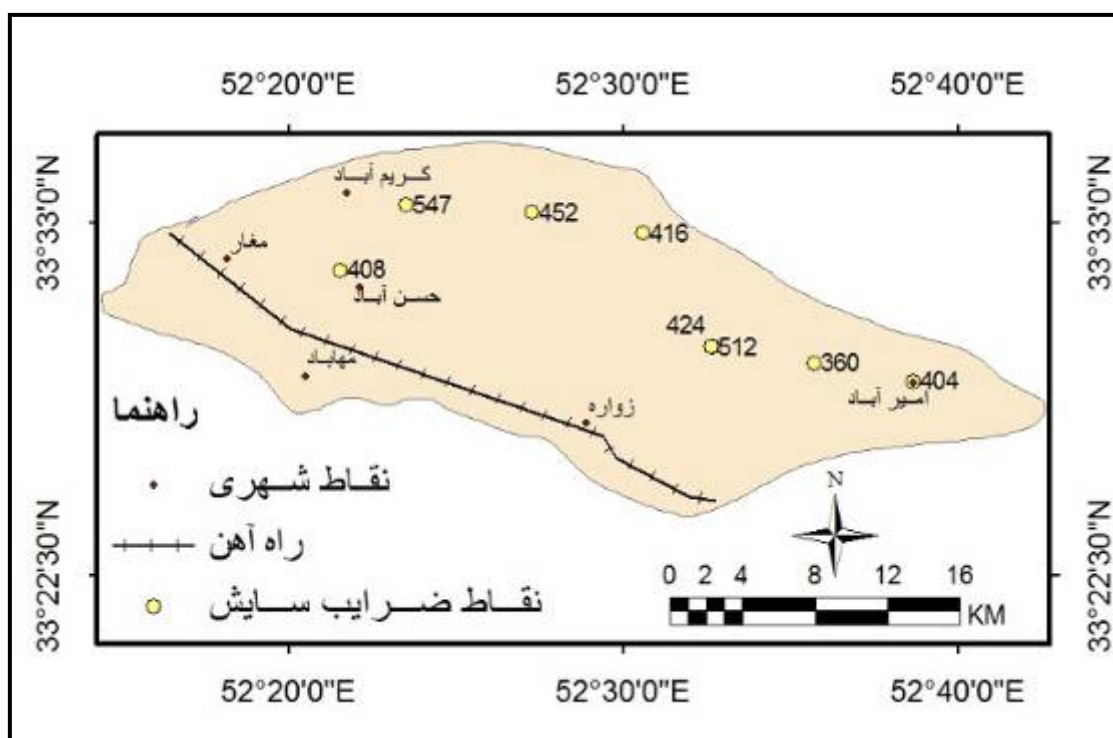 52°20'0"E 52°30'0"E 52°40'0"E
33°33'0"N
33°33'0"N
کریم آباد
547
452
416
مغار
408
حسن آباد
424
512
360
404
امیر آباد
مهاباد
زواره
راهنما
نقاط شهری
راه آهن
نقاط ضرایب سایش
N
0 2 4 8 12 16
KM
33°22'30"N
33°22'30"N
52°20'0"E 52°30'0"E 52°40'0"E